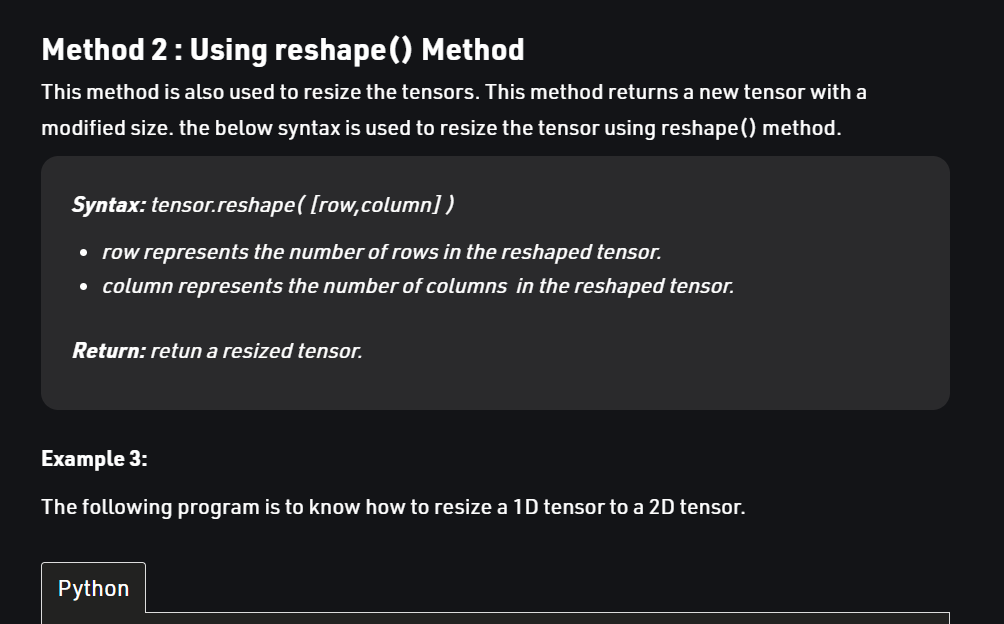 Method 2 : Using reshape() Method
This method is also used to resize the tensors. This method returns a new tensor with a
modified size. the below syntax is used to resize the tensor using reshape() method.
Syntax: tensor.reshape( [row,column] )
• row represents the number of rows in the reshaped tensor.
• column represents the number of columns  in the reshaped tensor.
Return: retun a resized tensor.
Example 3:
The following program is to know how to resize a 1D tensor to a 2D tensor.
Python